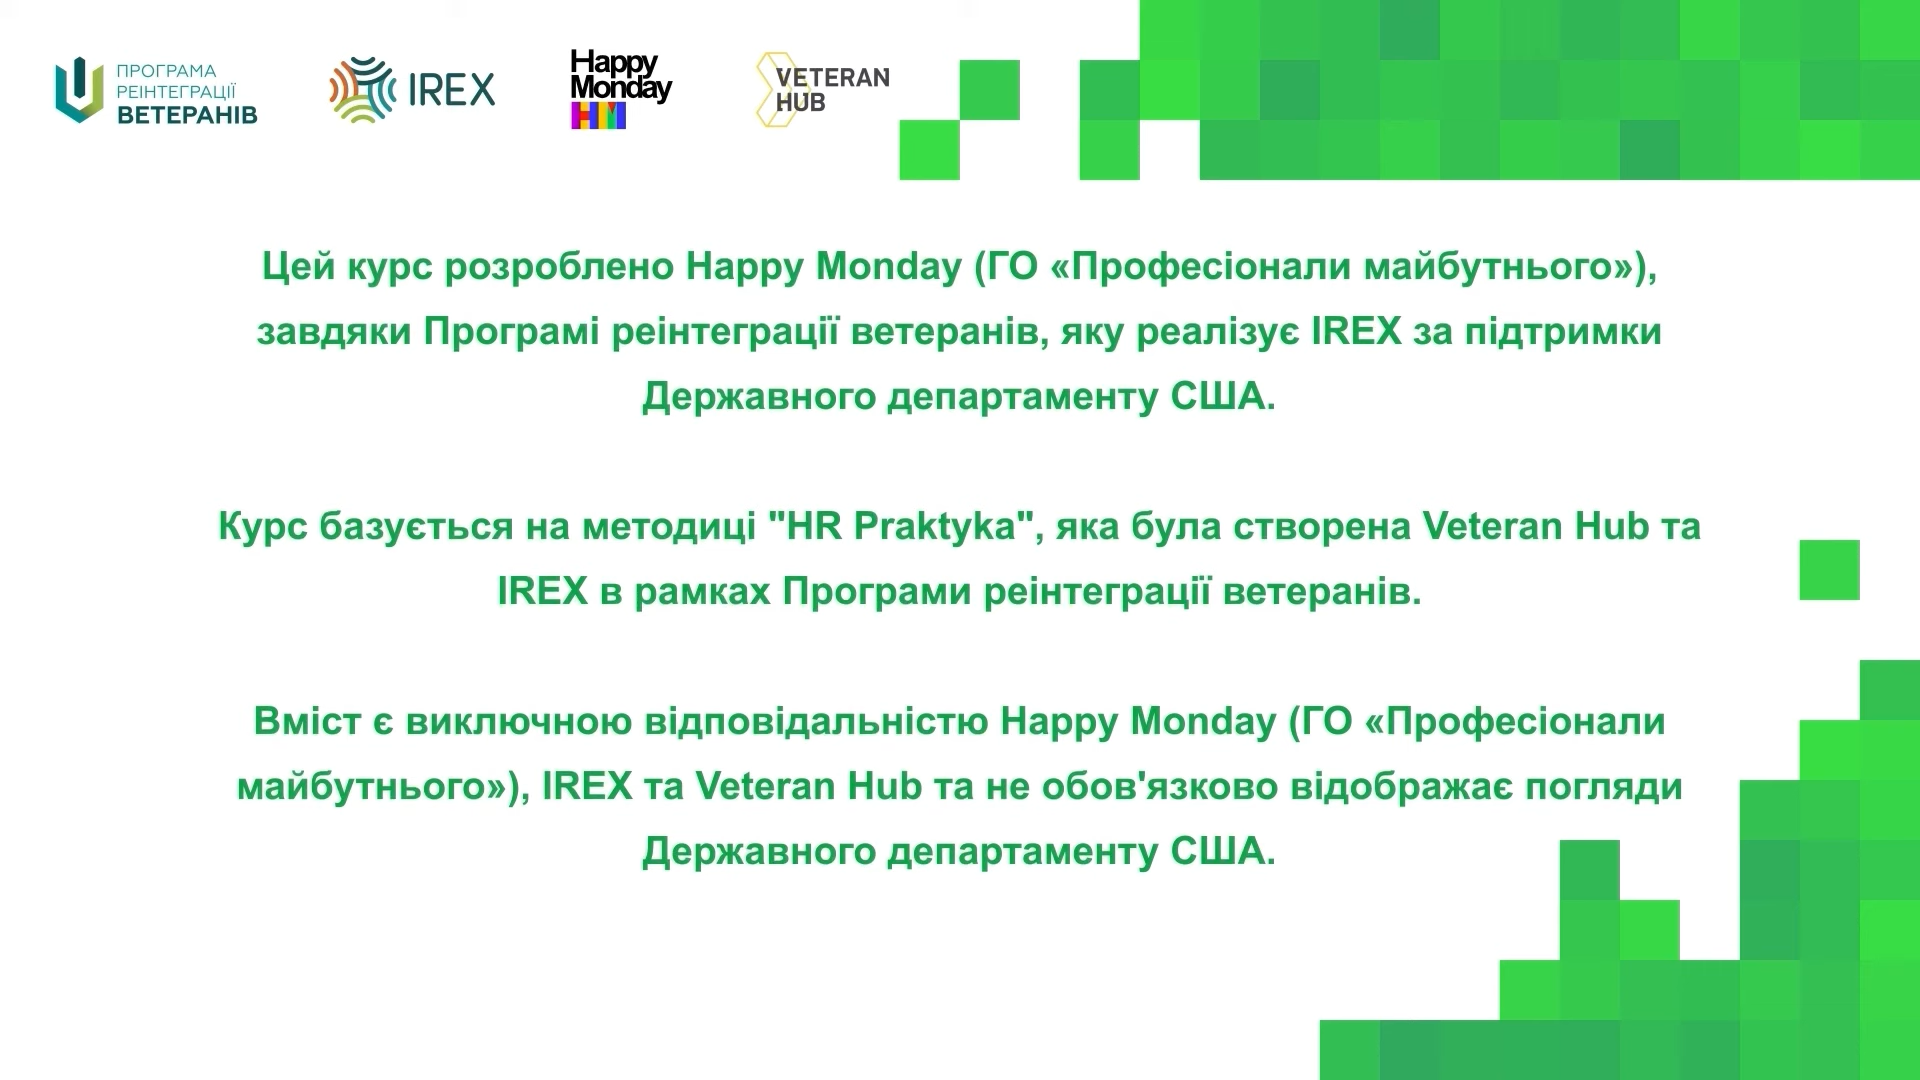 ПРОГРАМА
РЕІНТЕГРАЦІЇ
ВЕТЕРАНІВ
IREX
Happy
Monday
HM
VETERAN
HUB
Цей курс розроблено Happy Monday (ГО «Професіонали майбутнього»),
завдяки Програмі реінтеграції ветеранів, яку реалізує IREX за підтримки
Державного департаменту США.
Курс базується на методиці "HR Praktyka", яка була створена Veteran Hub та
IREX в рамках Програми реінтеграції ветеранів.
Вміст є виключною відповідальністю Happy Monday (ГО «Професіонали
майбутнього»), IREX та Veteran Hub та не обов'язково відображає погляди
Державного департаменту США.